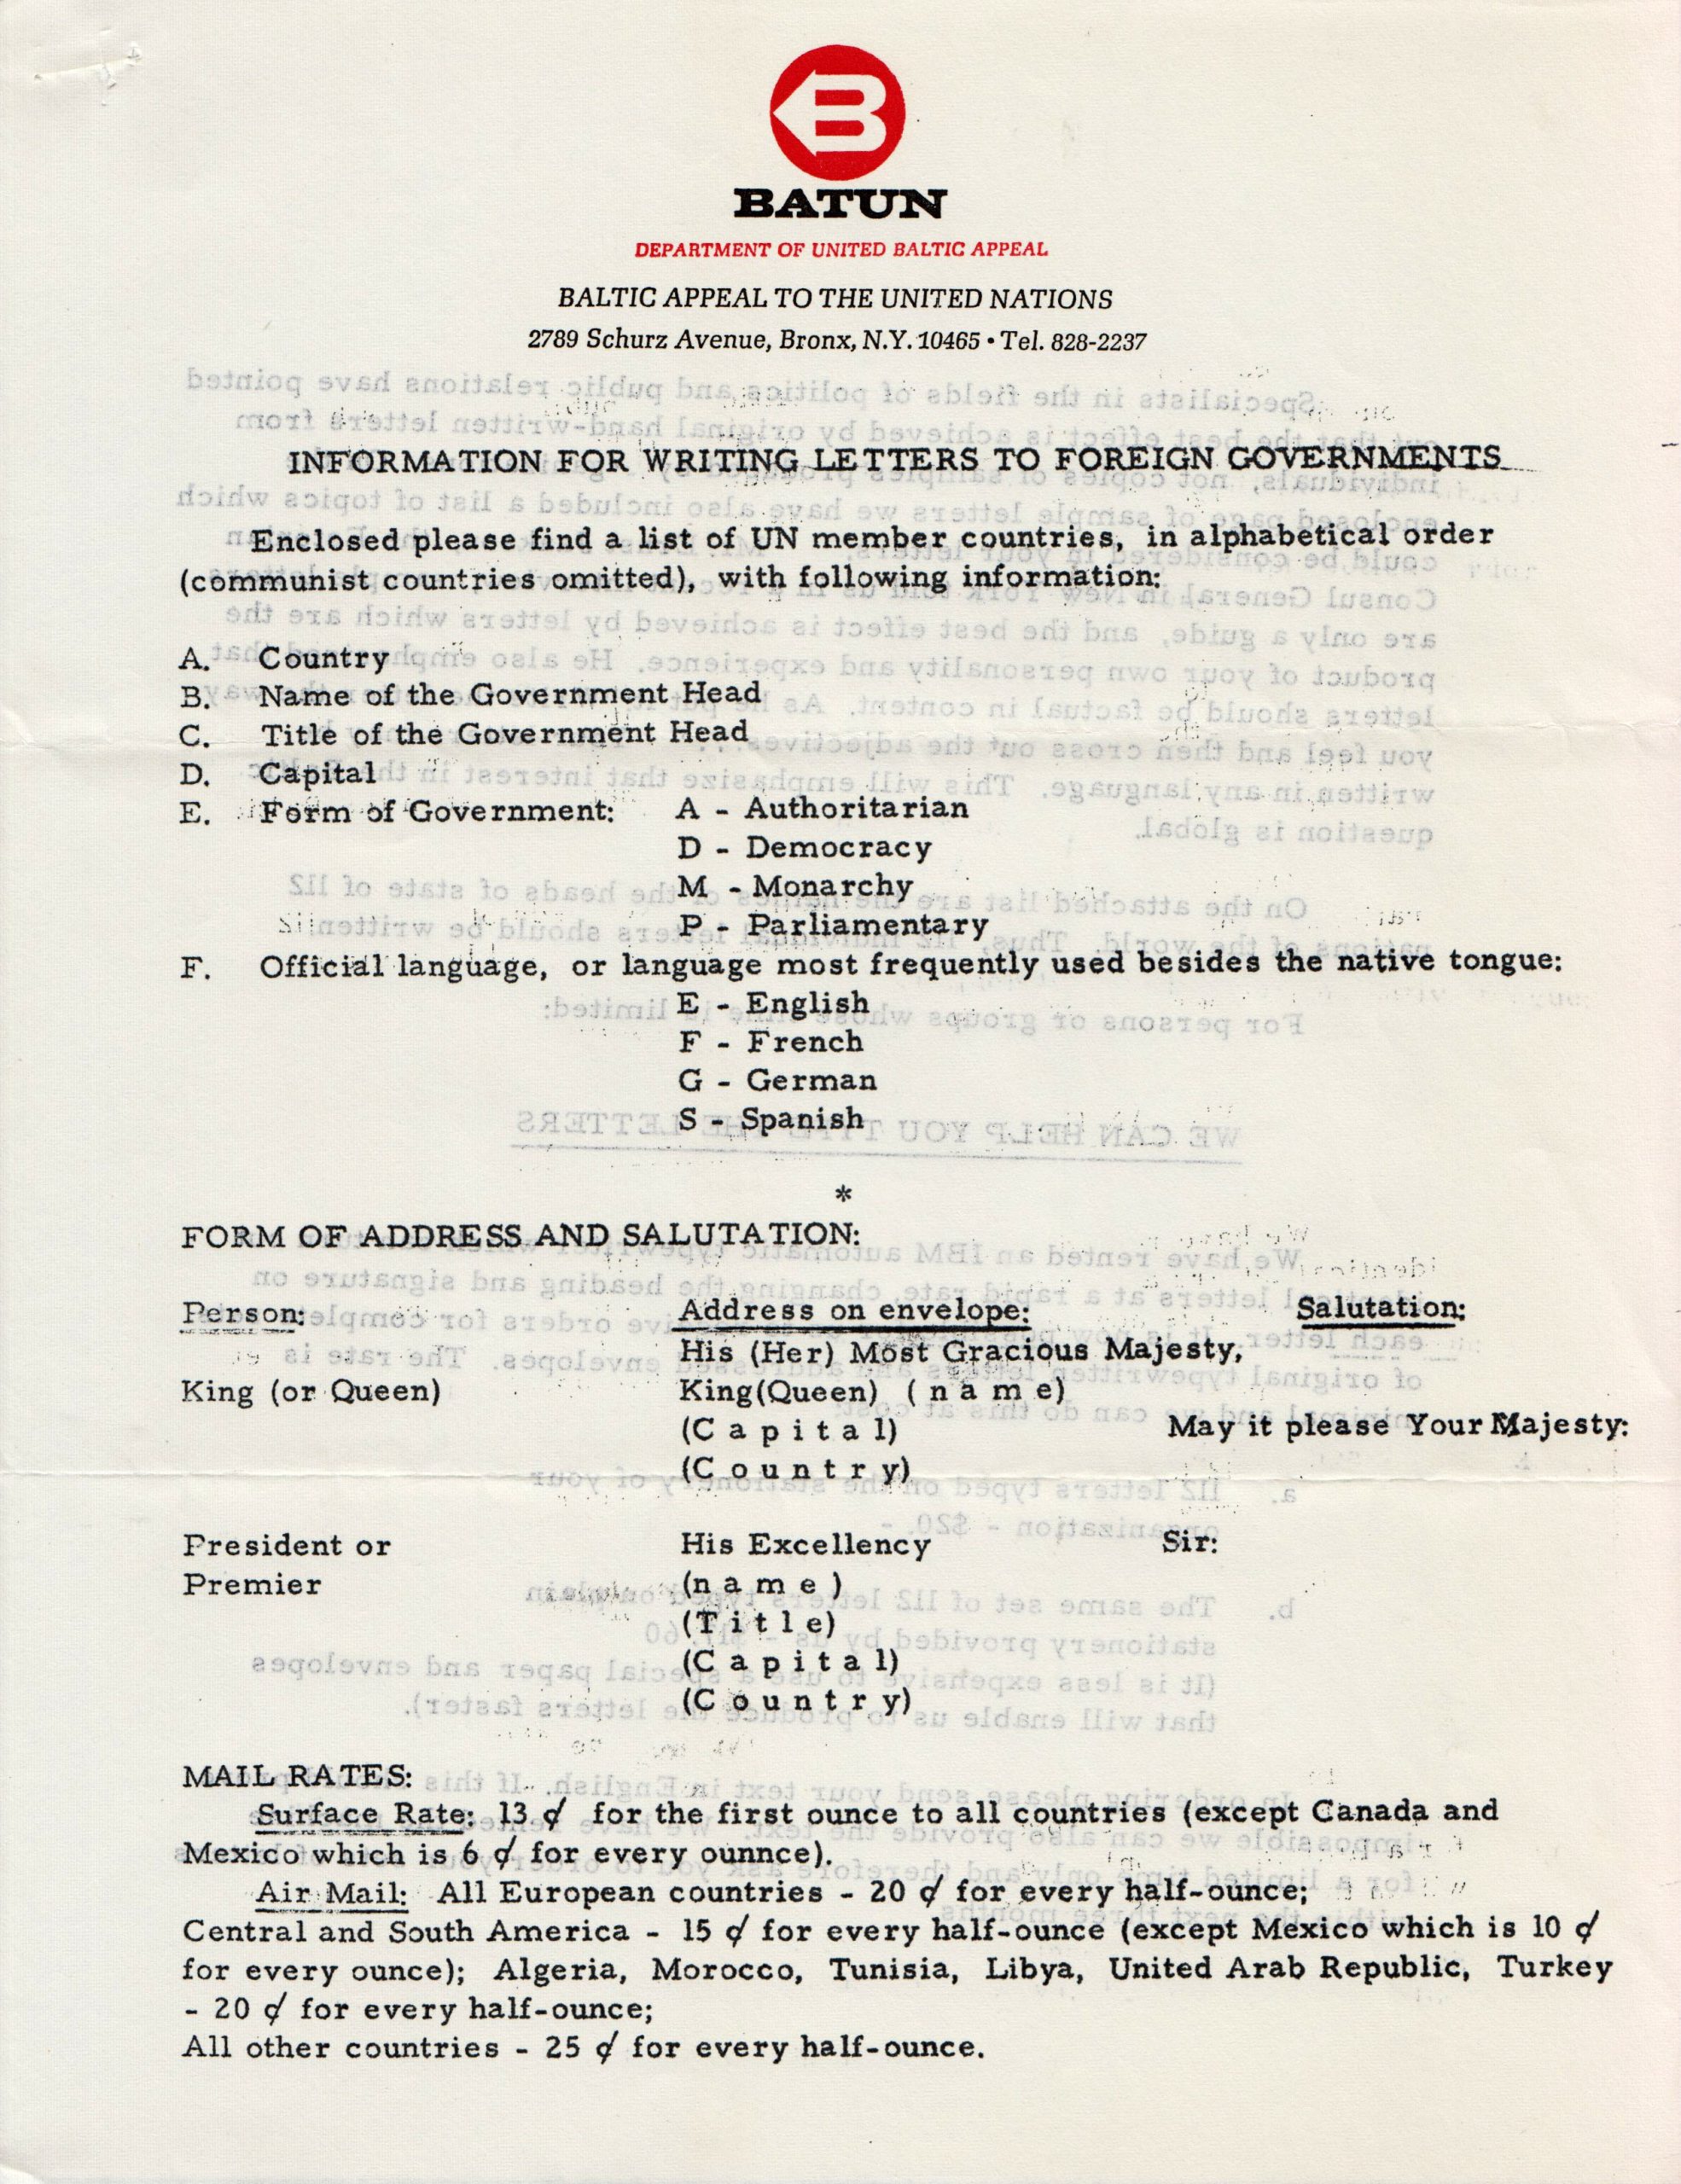 B
BATUN
DEPARTMENT OF UNITED BALTIC APPEAL
BALTIC APPEAL TO THE UNITED NATIONS
2789 Schurz Avenue, Bronx, N.Y. 10465 • Tel. 828-2237
INFORMATION FOR WRITING LETTERS TO FOREIGN GOVERNMENTS
Enclosed please find a list of UN member countries, in alphabetical order
(communist countries omitted), with following information:
A. Country
B. Name of the Government Head
C. Title of the Government Head
D. Capital
E. Form of Government: A - Authoritarian
D - Democracy
M - Monarchy
P - Parliamentary
F. Official language, or language most frequently used besides the native tongue:
E - English
F - French
G - German
S - Spanish
*
FORM OF ADDRESS AND SALUTATION:
Person: Address on envelope: Salutation:
His (Her) Most Gracious Majesty,
King (or Queen) King(Queen) ( n a m e)
(C a p i t a l) May it please Your Majesty:
(C o u n t r y)
President or His Excellency Sir:
Premier (n a m e )
(T i t l e)
(C a p i t a l)
(C o u n t r y)
MAIL RATES:
Surface Rate: 13 ¢ for the first ounce to all countries (except Canada and
Mexico which is 6 ¢ for every ounnce).
Air Mail: All European countries - 20 ¢ for every half-ounce;
Central and South America - 15 ¢ for every half-ounce (except Mexico which is 10 ¢
for every ounce); Algeria, Morocco, Tunisia, Libya, United Arab Republic, Turkey
- 20 ¢ for every half-ounce;
All other countries - 25 ¢ for every half-ounce.